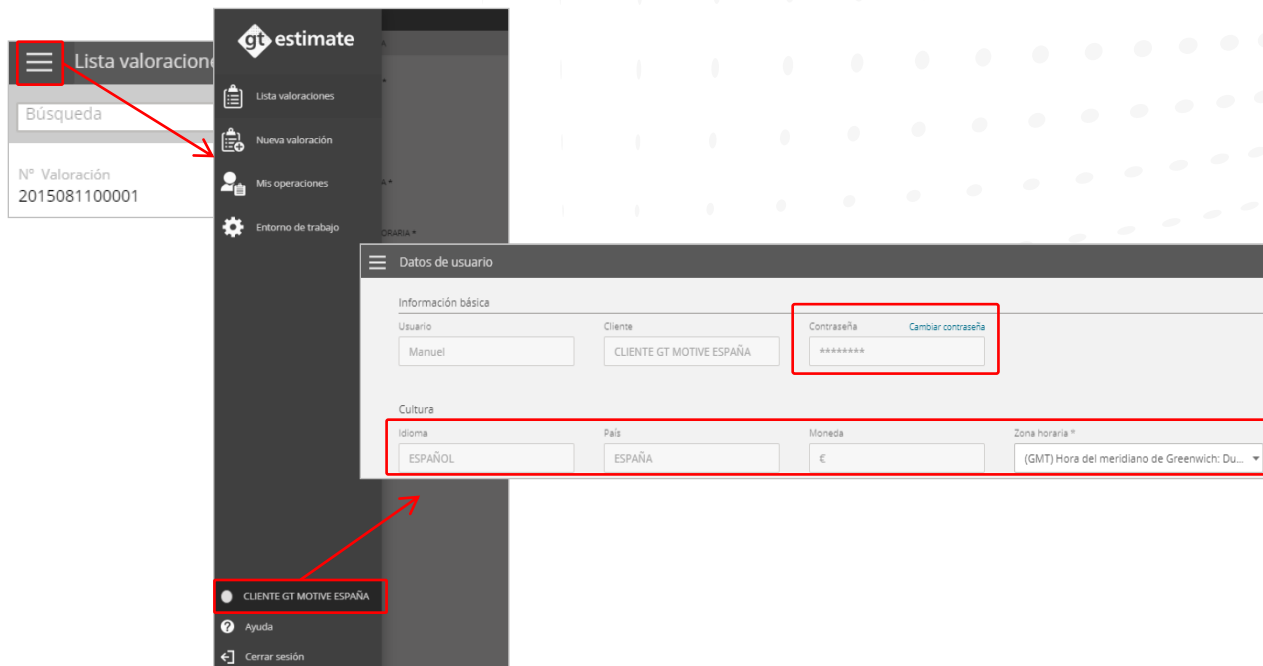 Lista valoracione
Búsqueda
Nº Valoración
2015081100001
gt estimate
Lista valoraciones
Nueva valoración
Mis operaciones
Entorno de trabajo
CLIENTE GT MOTIVE ESPAÑA
Ayuda
Cerrar sesión
A *
ORARIA *
Datos de usuario
Información básica
Usuario
Cliente
Contraseña
Cambiar contraseña
Manuel
CLIENTE GT MOTIVE ESPAÑA
********
Cultura
Idioma
País
Moneda
Zona horaria *
ESPAÑOL
ESPAÑA
€
(GMT) Hora del meridiano de Greenwich: Du...